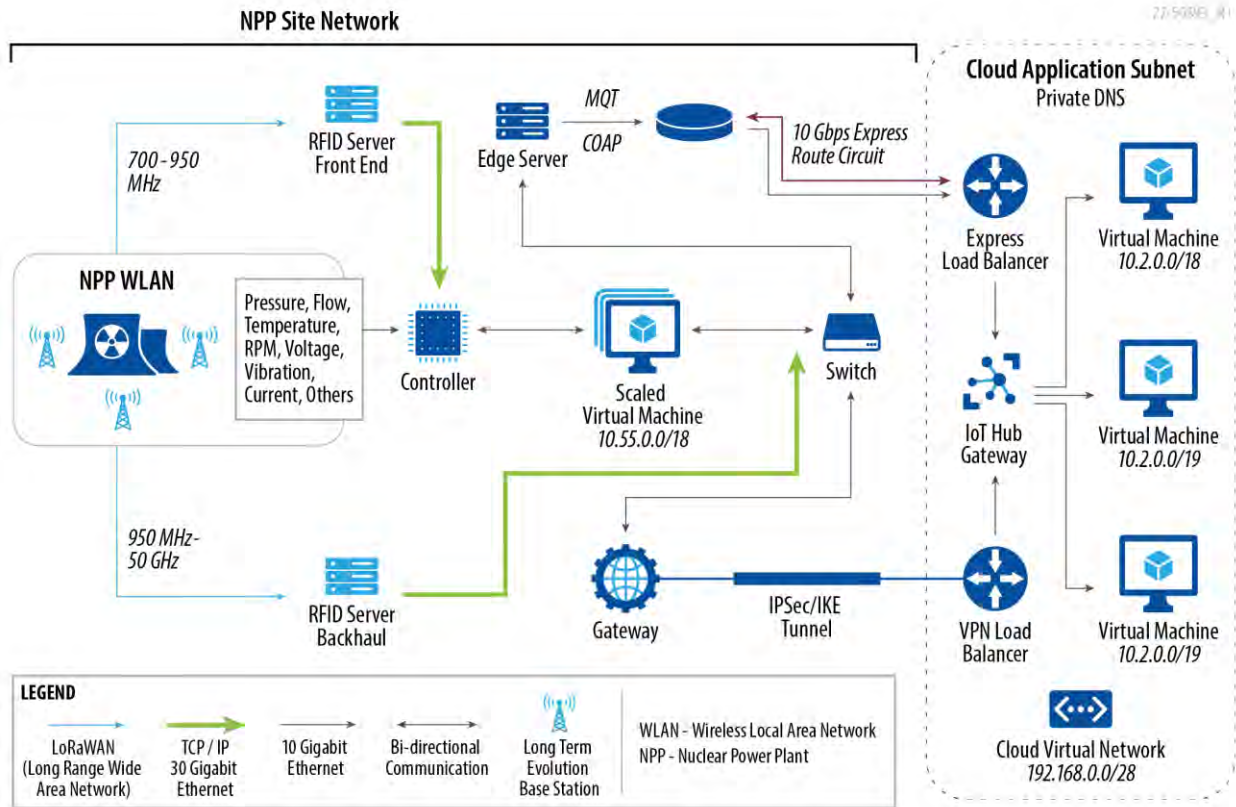 NPP Site Network
700 - 950
MHz
RFID Server
Front End
Edge Server
MQT
COAP
10 Gbps Express
Route Circuit
NPP WLAN
Pressure, Flow,
Temperature,
RPM, Voltage,
Vibration,
Current, Others
Controller
Scaled
Virtual Machine
10.55.0.0/18
Switch
950 MHz-
50 GHz
RFID Server
Backhaul
Gateway
IPSec/IKE
Tunnel
Cloud Application Subnet
Private DNS
Express
Load Balancer
Virtual Machine
10.2.0.0/18
IoT Hub
Gateway
Virtual Machine
10.2.0.0/19
VPN Load
Balancer
Virtual Machine
10.2.0.0/19
Cloud Virtual Network
192.168.0.0/28
LEGEND
LoRaWAN
(Long Range Wide
Area Network)
TCP / IP
30 Gigabit
Ethernet
10 Gigabit
Ethernet
Bi-directional
Communication
Long Term
Evolution
Base Station
WLAN - Wireless Local Area Network
NPP - Nuclear Power Plant